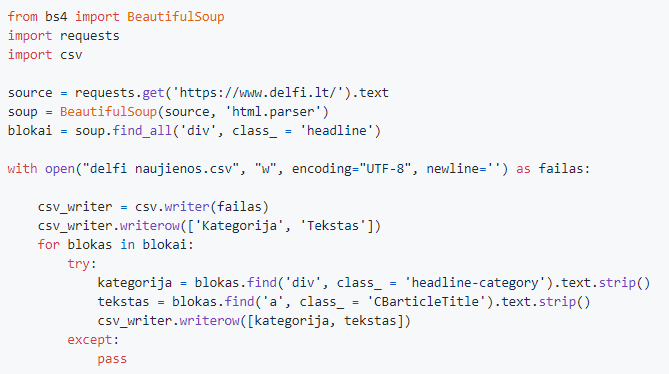 from bs4 import BeautifulSoup
import requests
import csv

source = requests.get('https://www.delfi.lt/').text
soup = BeautifulSoup(source, 'html.parser')
blokai = soup.find_all('div', class_ = 'headline')

with open("delfi naujienos.csv", "w", encoding="UTF-8", newline='') as failas:

    csv_writer = csv.writer(failas)
    csv_writer.writerow(['Kategorija', 'Tekstas'])
    for blokas in blokai:
        try:
            kategorija = blokas.find('div', class_ = 'headline-category').text.strip()
            tekstas = blokas.find('a', class_ = 'CBarticleTitle').text.strip()
            csv_writer.writerow([kategorija, tekstas])
        except:
            pass